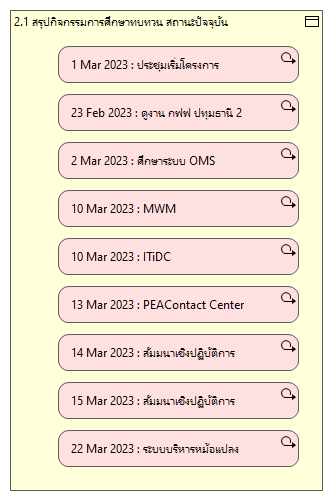 2.1 สรุปกิจกรรมการศึกษาทบทวน สถานะปัจจุบัน
1 Mar 2023 : ประชุมเริ่มโครงการ
23 Feb 2023 : ดูงาน กฟฟ ปทุมธานี 2
2 Mar 2023 : ศึกษาระบบ OMS
10 Mar 2023 : MWM
10 Mar 2023 : ITiDC
13 Mar 2023 : PEAContact Center
14 Mar 2023 : สัมมนาเชิงปฏิบัติการ
15 Mar 2023 : สัมมนาเชิงปฏิบัติการ
22 Mar 2023 : ระบบบริหารหม้อแปลง